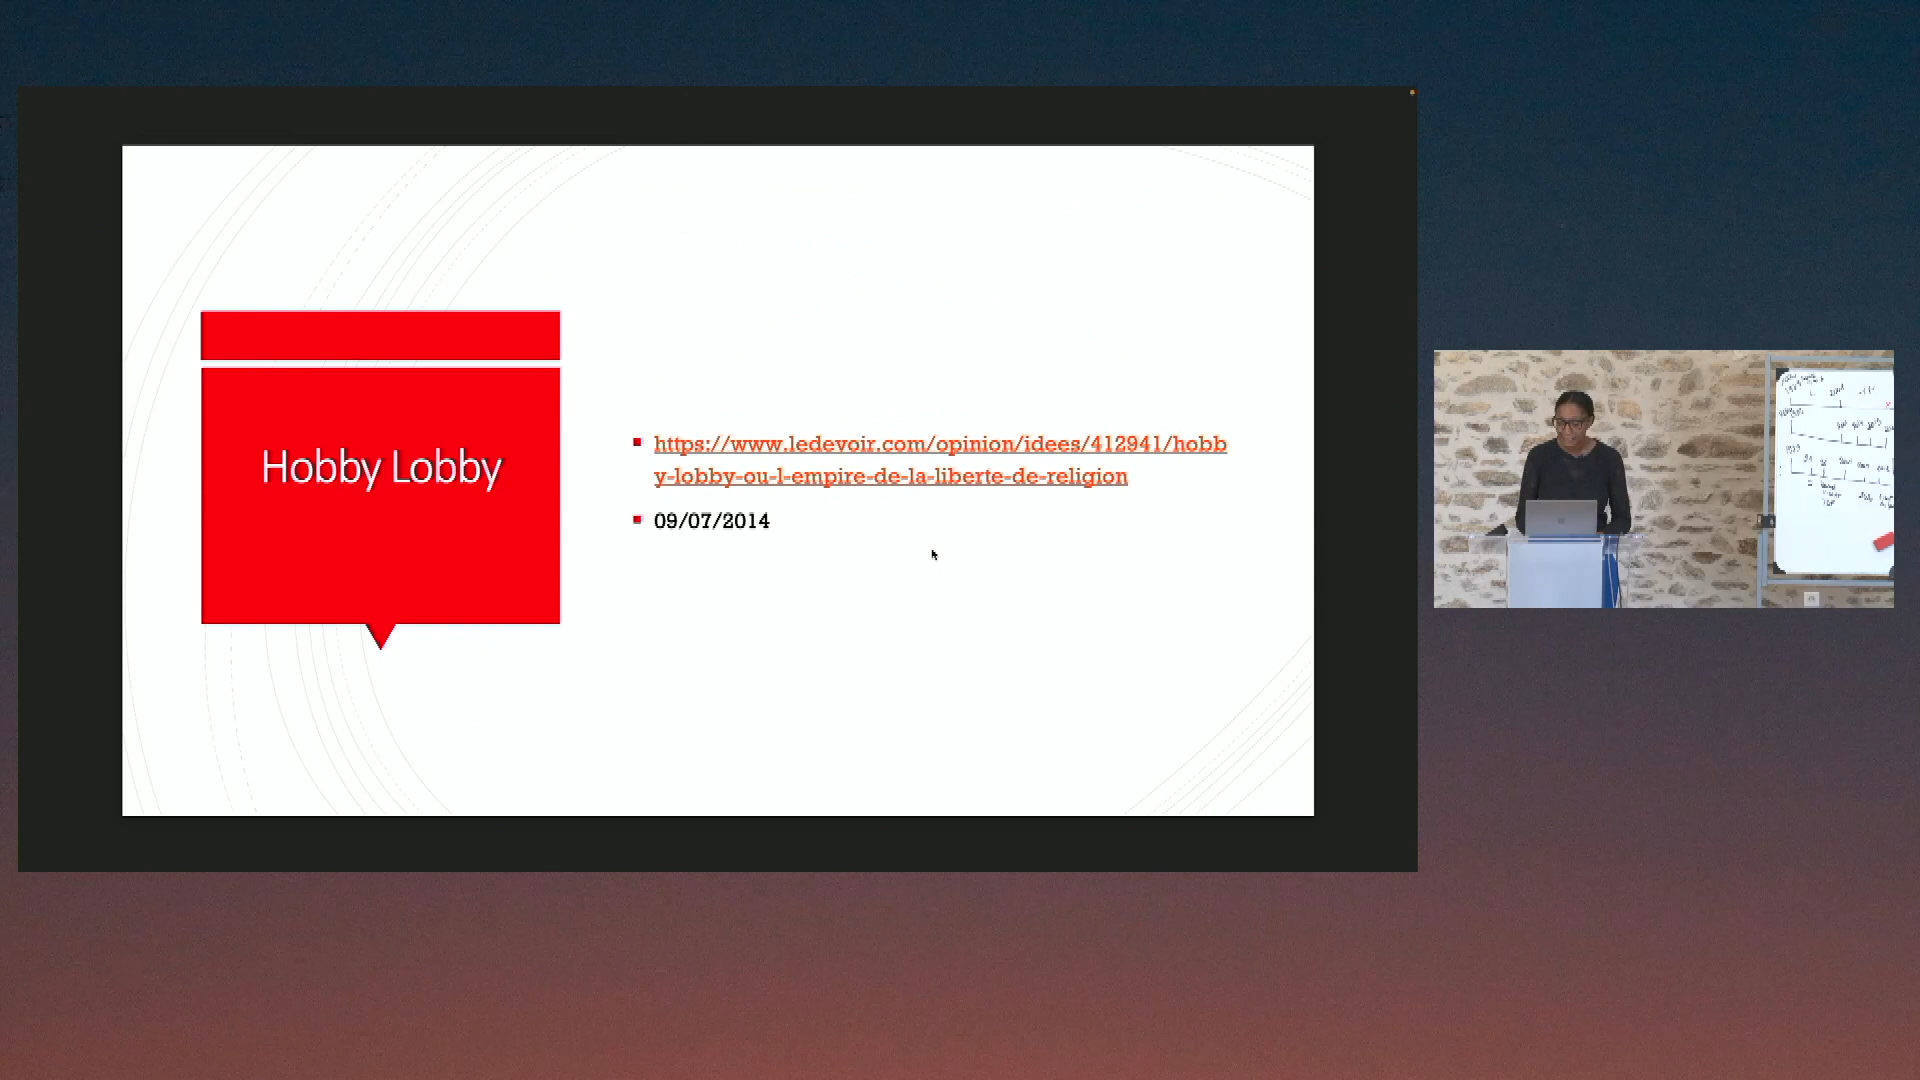 Hobby Lobby
https://www.ledevoir.com/opinion/idees/412941/hobb
y-lobby-ou-l-empire-de-la-liberte-de-religion
09/07/2014